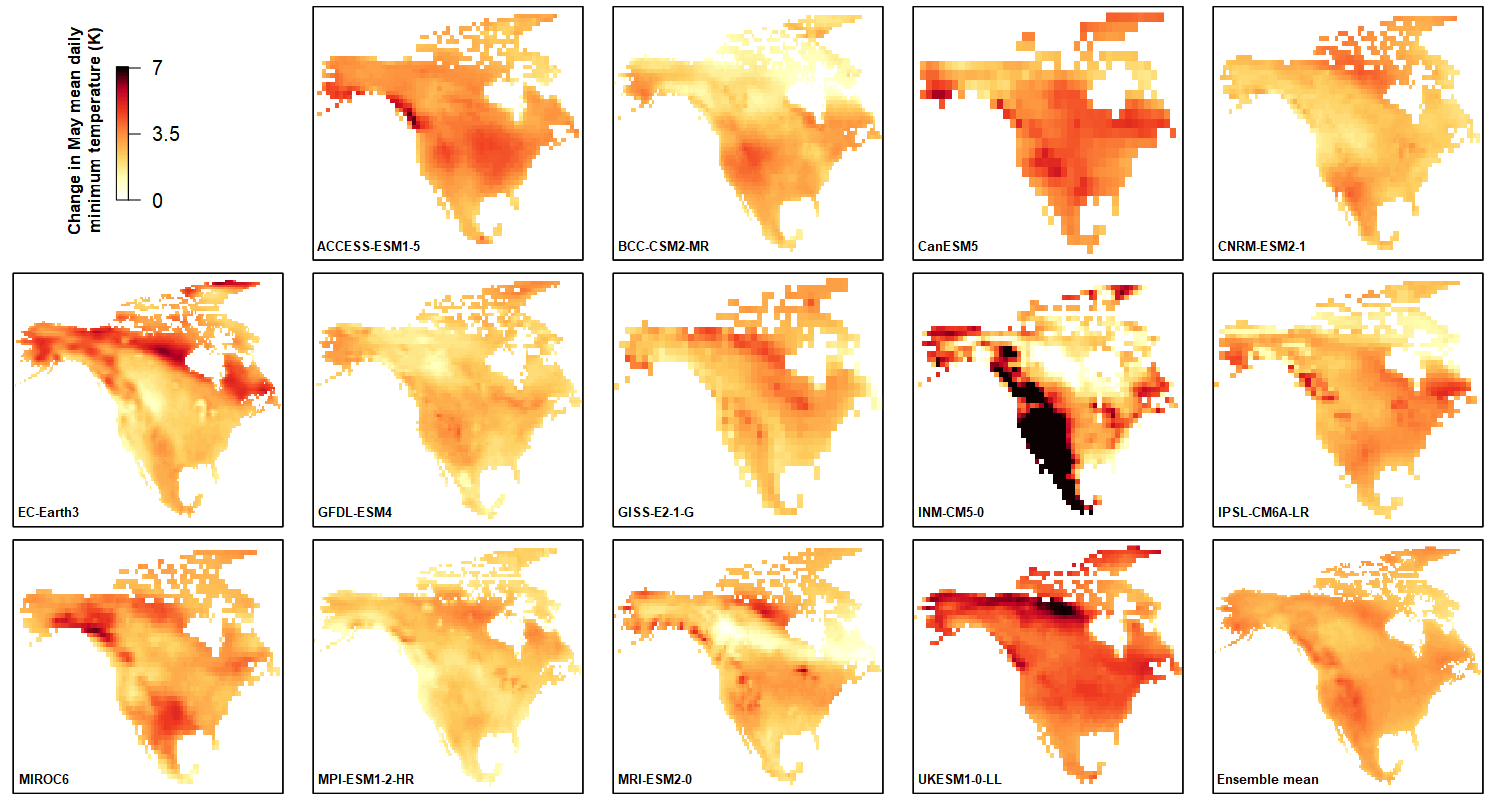 Change in May mean daily
minimum temperature (K)
7
3.5
0
ACCESS-ESM1-5
BCC-CSM2-MR
CanESM5
CNRM-ESM2-1
EC-Earth3
GFDL-ESM4
GISS-E2-1-G
INM-CM5-0
IPSL-CM6A-LR
MIROC6
MPI-ESM1-2-HR
MRI-ESM2-0
UKESM1-0-LL
Ensemble mean